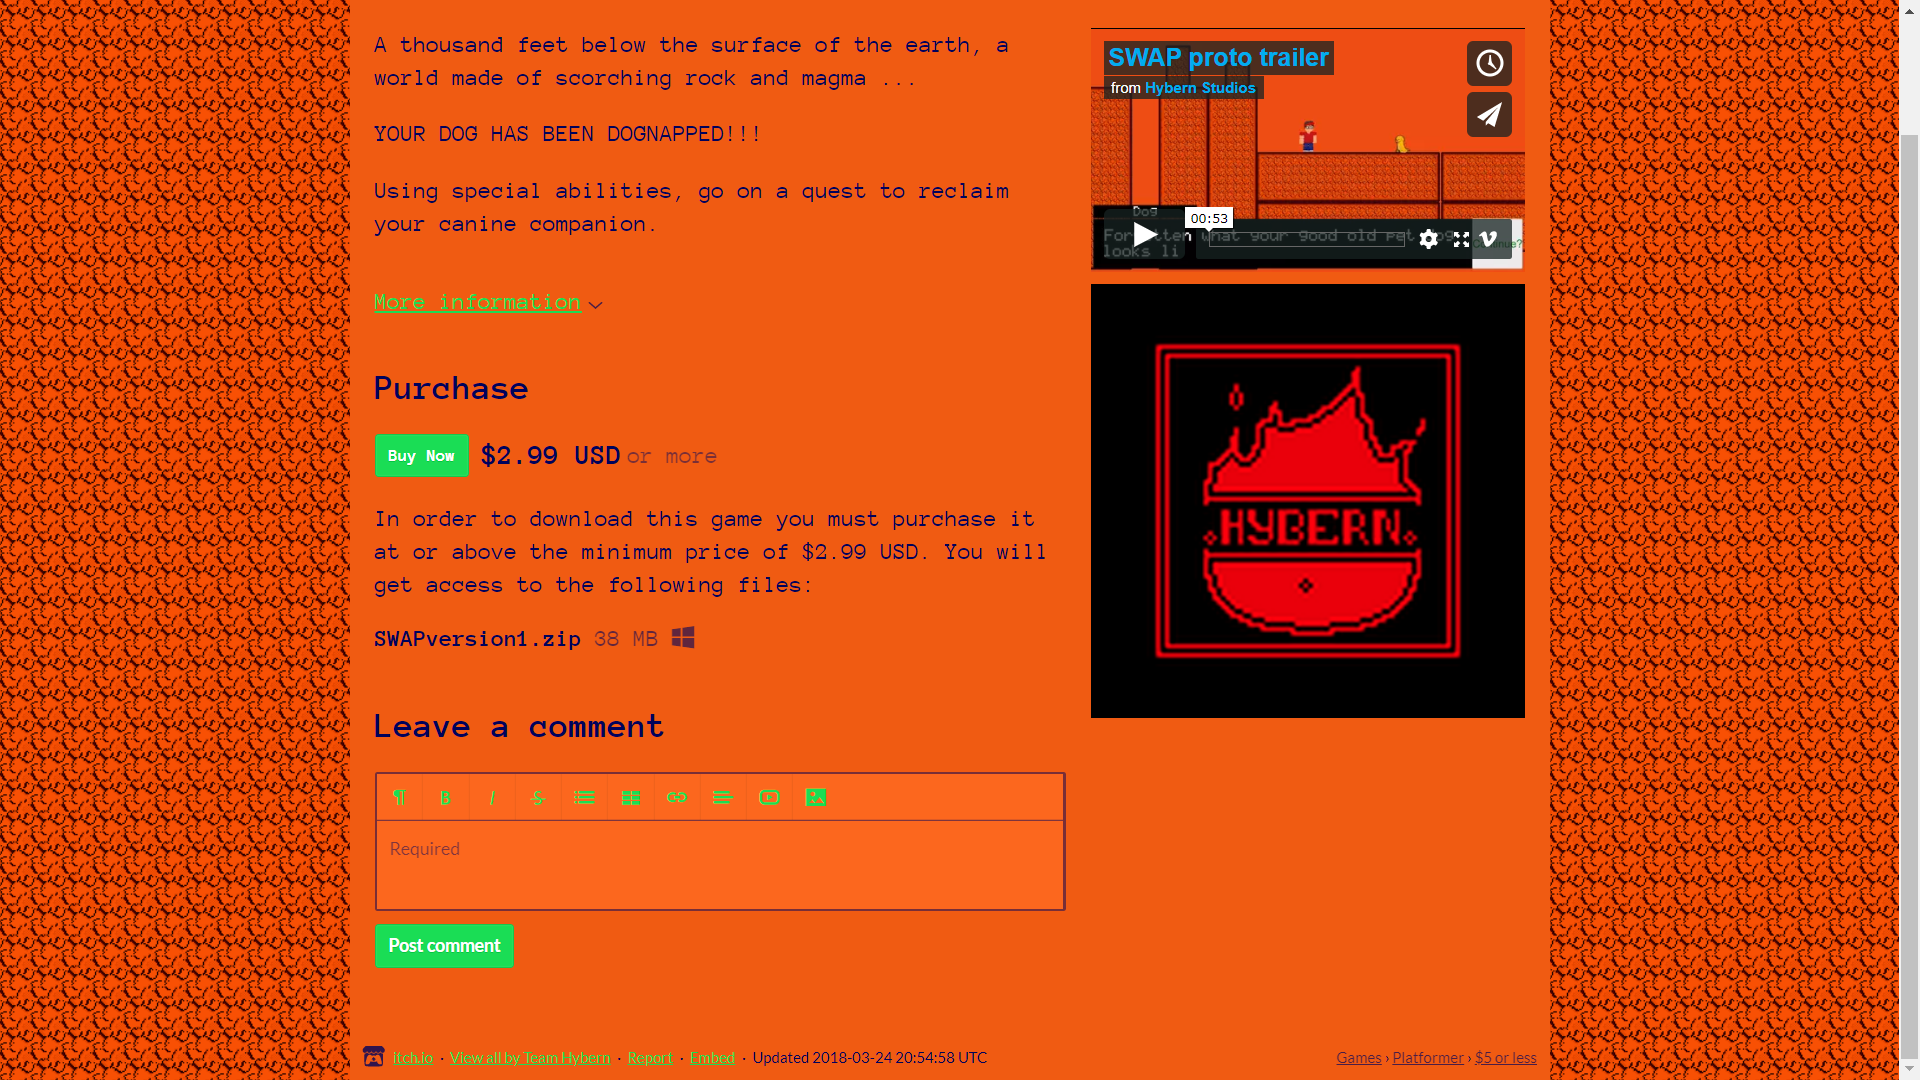 A thousand feet below the surface of the earth, a
world made of scorching rock and magma ...
YOUR DOG HAS BEEN DOGNAPPED!!!
Using special abilities, go on a quest to reclaim
your canine companion.
More information
Purchase
Buy Now $2.99 USD or more
In order to download this game you must purchase it
at or above the minimum price of $2.99 USD. You will
get access to the following files:
SWAPversion1.zip 38 MB
Leave a comment
B I S
Required
Post comment
SWAP proto trailer
from Hybern Studios
Dog
00:53
Forgotten what your good old pet dog
looks li
HYBERN
itch.io · View all by Team Hybern · Report · Embed · Updated 2018-03-24 20:54:58 UTC
Games › Platformer › $5 or less